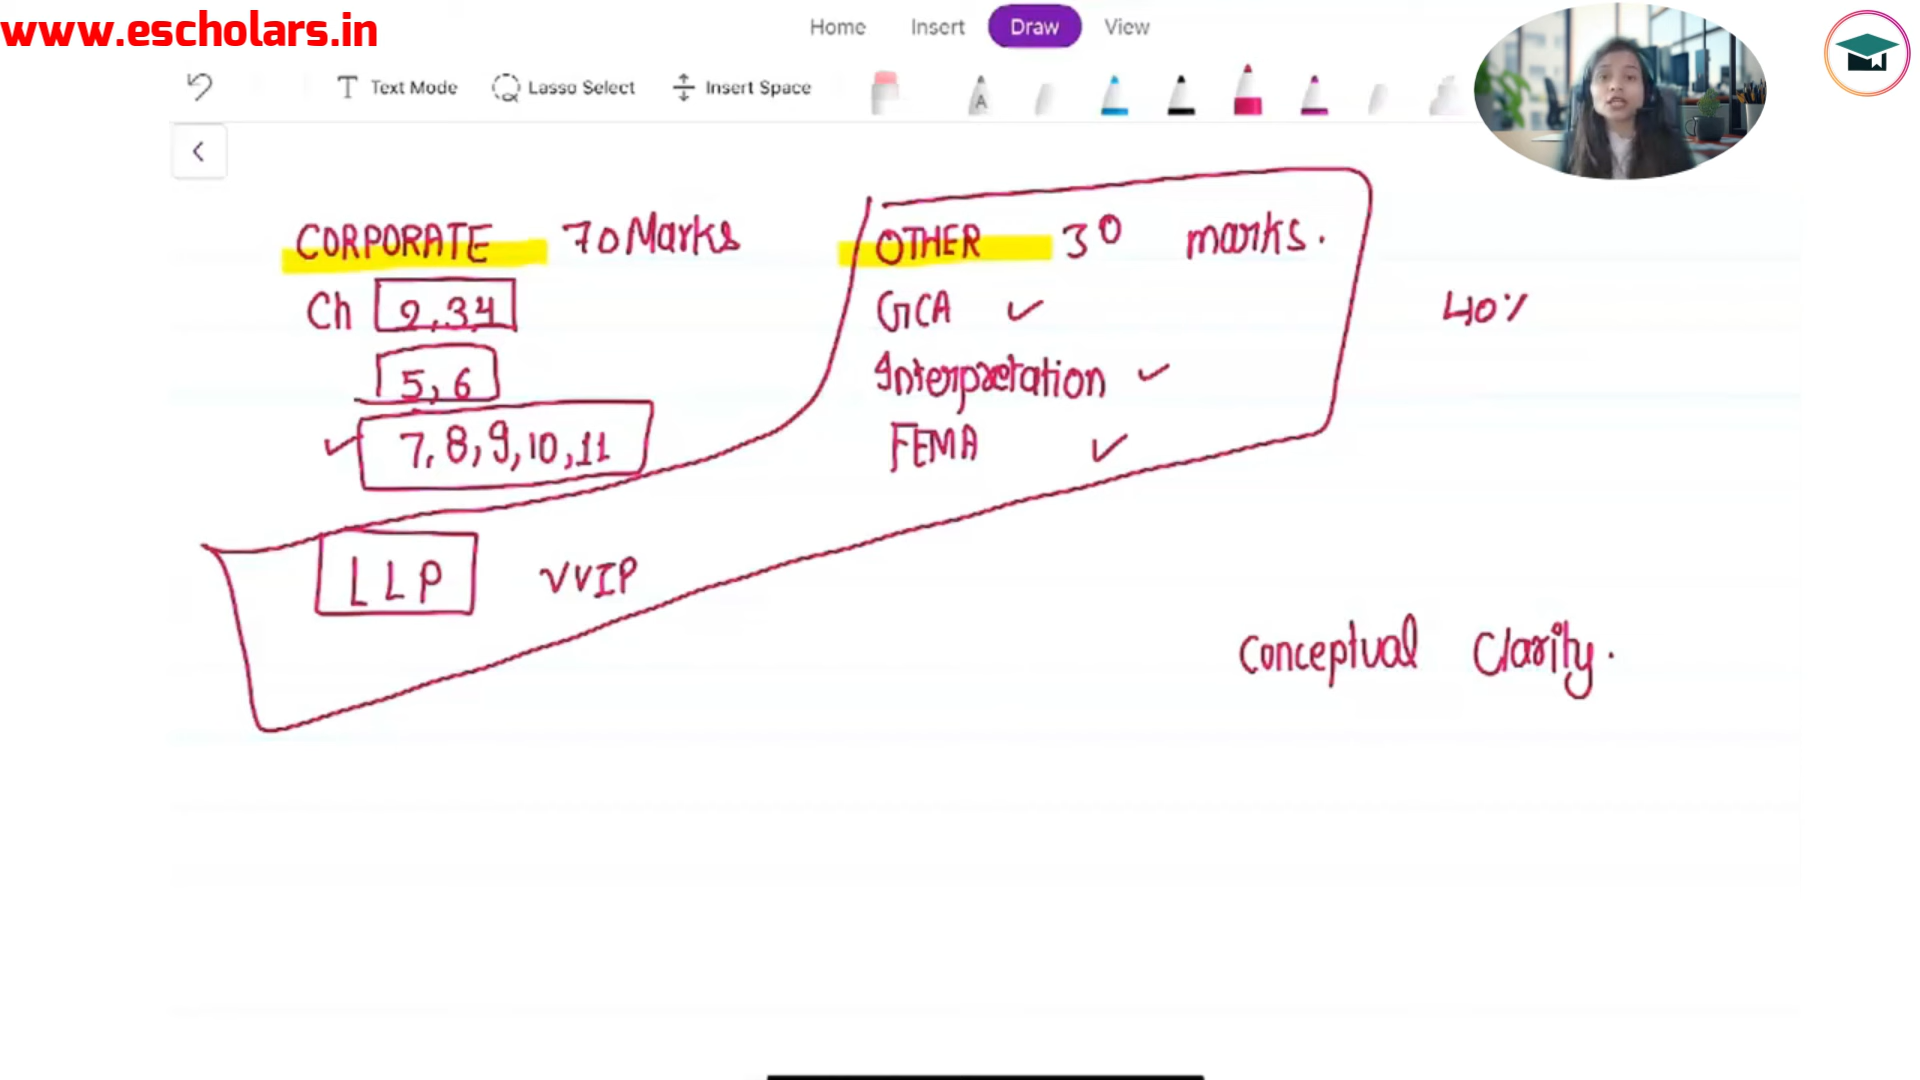 www.escholars.in
Home Insert Draw View
Text Mode Lasso Select Insert Space
A
CORPORATE 70 Marks
Ch 2,3,4
5, 6
7, 8, 9, 10, 11
LLP VVIP
OTHER 30 marks.
GCA
Interpretation
FEMA
40%
Conceptual Clarity.